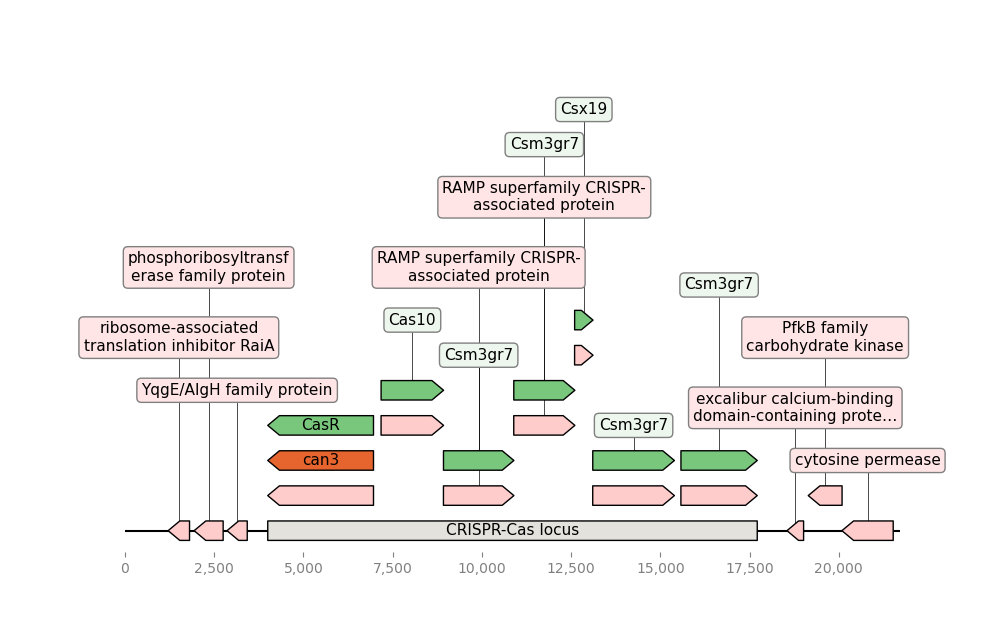 Csx19
Csm3gr7
RAMP superfamily CRISPR-
associated protein
phosphoribosyltransf
erase family protein
RAMP superfamily CRISPR-
associated protein
Csm3gr7
Cas10
ribosome-associated
translation inhibitor RaiA
PfkB family
carbohydrate kinase
Csm3gr7
YqgE/AlgH family protein
excalibur calcium-binding
domain-containing prote...
CasR
Csm3gr7
can3
cytosine permease
CRISPR-Cas locus
0
2,500
5,000
7,500
10,000
12,500
15,000
17,500
20,000